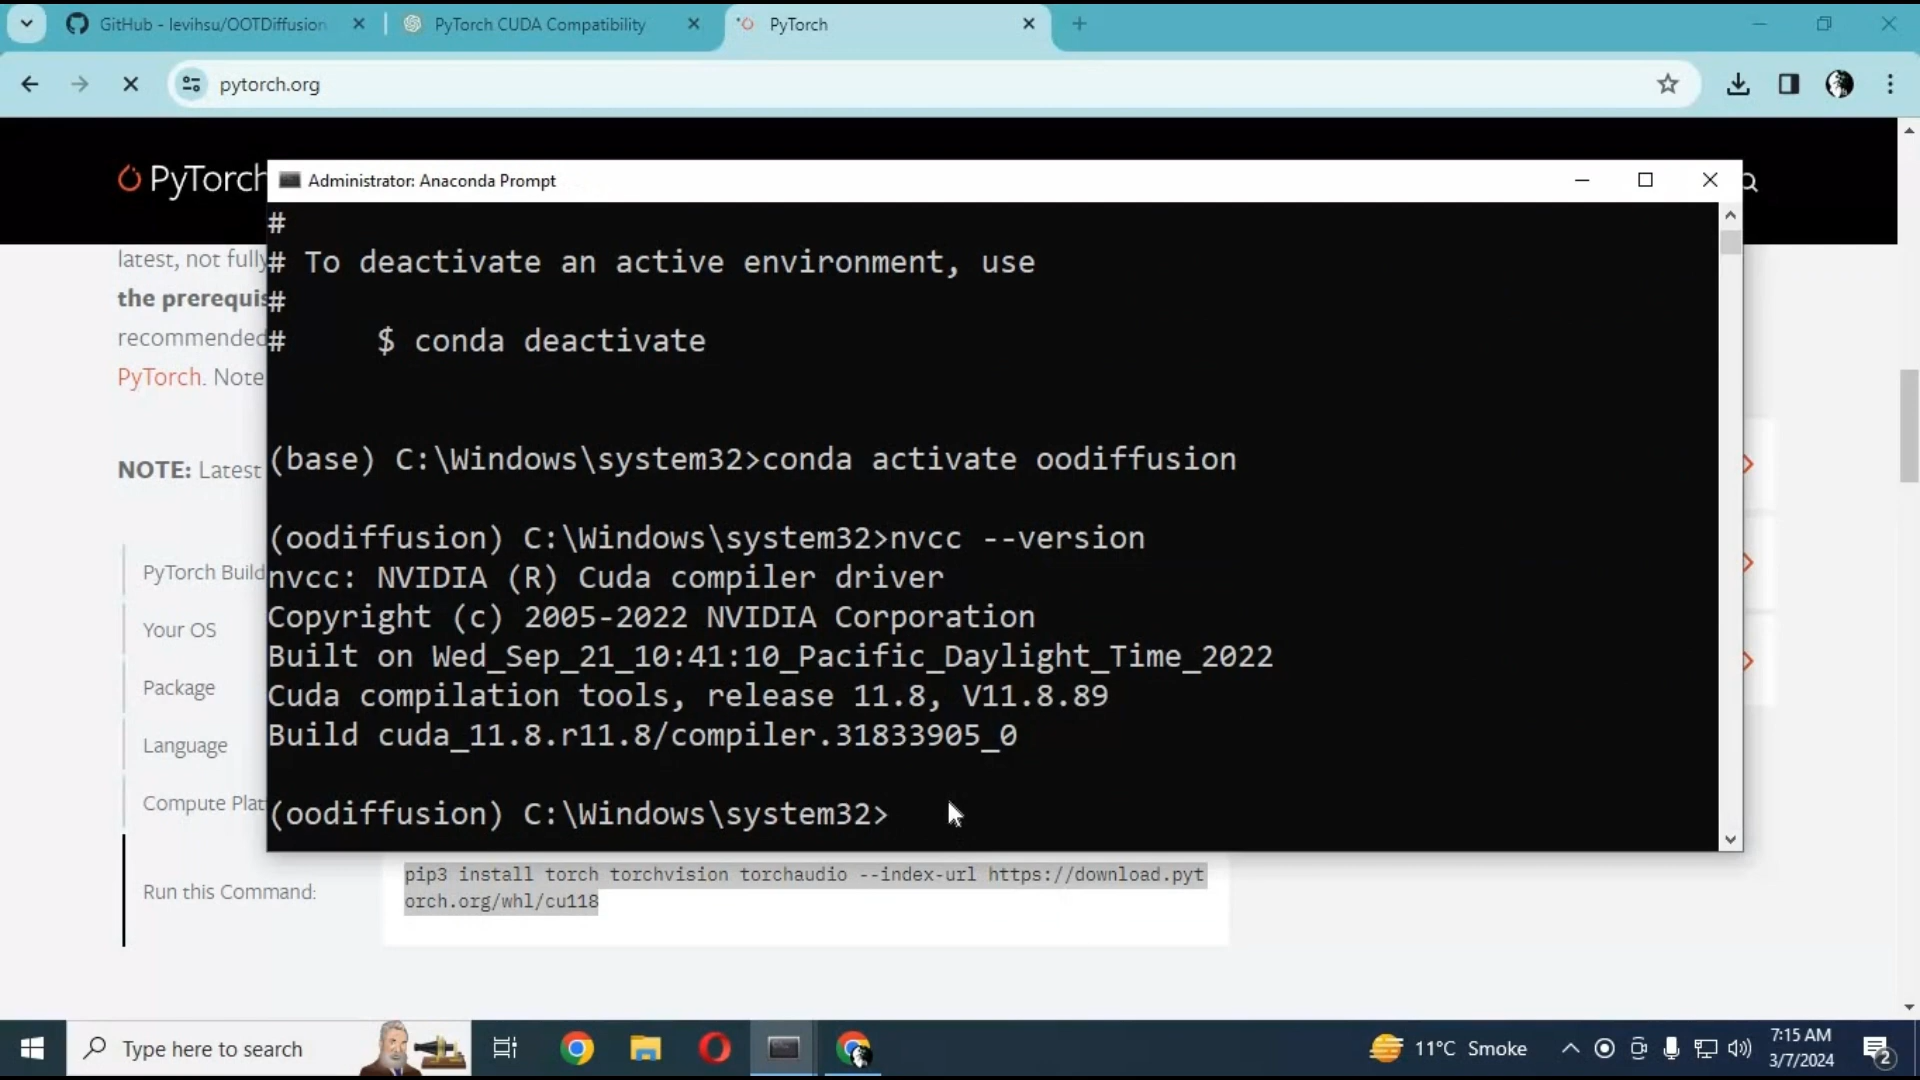 GitHub - levihsu/OOTDiffusion
PyTorch CUDA Compatibility
PyTorch
pytorch.org
PyTorch
Administrator: Anaconda Prompt
#
# To deactivate an active environment, use
#
#     $ conda deactivate
(base) C:\Windows\system32>conda activate oodiffusion
(oodiffusion) C:\Windows\system32>nvcc --version
nvcc: NVIDIA (R) Cuda compiler driver
Copyright (c) 2005-2022 NVIDIA Corporation
Built on Wed_Sep_21_10:41:10_Pacific_Daylight_Time_2022
Cuda compilation tools, release 11.8, V11.8.89
Build cuda_11.8.r11.8/compiler.31833905_0
(oodiffusion) C:\Windows\system32>
latest, not fully
the prerequis
recommended
PyTorch. Note
NOTE: Latest
PyTorch Build
Your OS
Package
Language
Compute Plat
Run this Command:
pip3 install torch torchvision torchaudio --index-url https://download.pyt
orch.org/whl/cu118
Type here to search
11°C Smoke
7:15 AM
3/7/2024
2